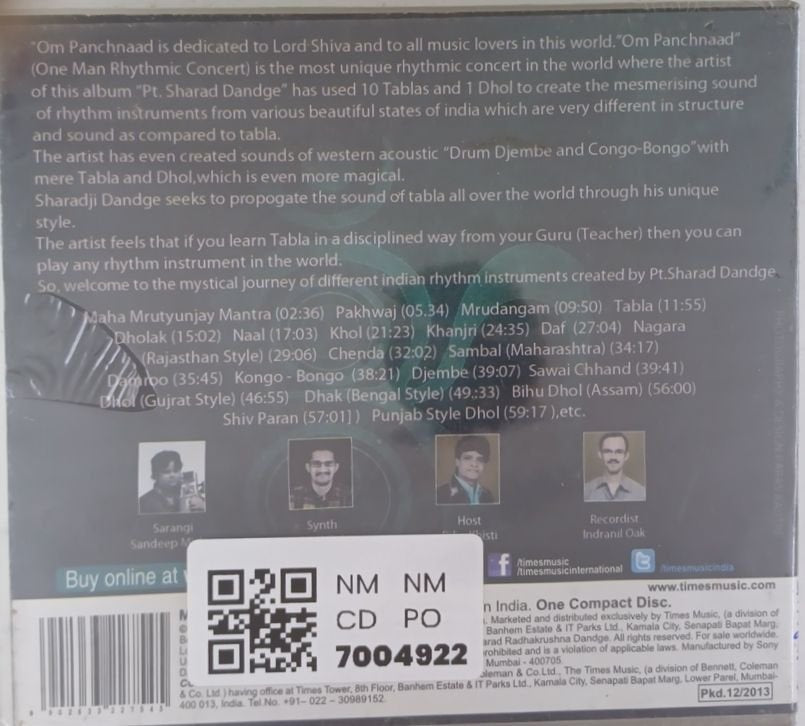 "Om Panchnaad is dedicated to Lord Shiva and to all music lovers in this world."Om Panchnaad"
(One Man Rhythmic Concert) is the most unique rhythmic concert in the world where the artist
of this album "Pt. Sharad Dandge" has used 10 Tablas and 1 Dhol to create the mesmerising sound
of rhythm instruments from various beautiful states of india which are very different in structure
and sound as compared to tabla.
The artist has even created sounds of western acoustic "Drum Djembe and Congo-Bongo"with
mere Tabla and Dhol,which is even more magical.
Sharadji Dandge seeks to propogate the sound of tabla all over the world through his unique
style.
The artist feels that if you learn Tabla in a disciplined way from your Guru (Teacher) then you can
play any rhythm instrument in the world.
So, welcome to the mystical journey of different indian rhythm instruments created by Pt.Sharad Dandge
Maha Mrutyunjay Mantra (02:36) Pakhwaj (05.34) Mrudangam (09:50) Tabla (11:55)
Dholak (15:02) Naal (17:03) Khol (21:23) Khanjri (24:35) Daf (27:04) Nagara
(Rajasthan Style) (29:06) Chenda (32:02) Sambal (Maharashtra) (34:17)
Damroo (35:45) Kongo - Bongo (38:21) Djembe (39:07) Sawai Chhand (39:41)
Dhol (Gujrat Style) (46:55) Dhak (Bengal Style) (49:33) Bihu Dhol (Assam) (56:00)
Shiv Paran (57:01] ) Punjab Style Dhol (59:17 ),etc.
Sarangi
Sandeep
Synth
Host
Recordist
Indranil Oak
Buy online at
/timesmusic
/timesmusicinternational
/timesmusicindia
www.timesmusic.com
NM NM
CD PO
7004922
n India. One Compact Disc.
Marketed and distributed exclusively by Times Music, (a division of
Banhem Estate & IT Parks Ltd., Kamala City, Senapati Bapat Marg,
arad Radhakrushna Dandge. All rights reserved. For sale worldwide.
rohibited and is a violation of applicable laws. Manufactured by Sony
Mumbai - 400705.
oleman & Co.Ltd., The Times Music, (a division of Bennett, Coleman
& Co. Ltd ) having office at Times Tower, 8th Floor, Banhem Estate & IT Parks Ltd., Kamala City, Senapati Bapat Marg, Lower Parel, Mumbai-
400 013, India. Tel.No. +91- 022 - 30989152.
Pkd.12/2013